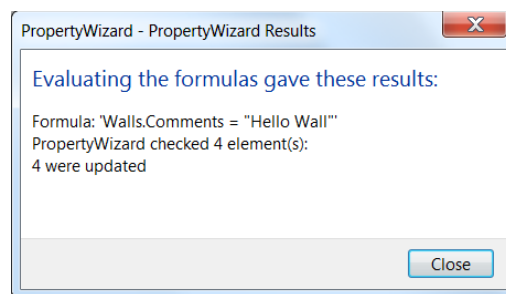 PropertyWizard - PropertyWizard Results
X
Evaluating the formulas gave these results:
Formula: 'Walls.Comments = "Hello Wall"'
PropertyWizard checked 4 element(s):
4 were updated
Close